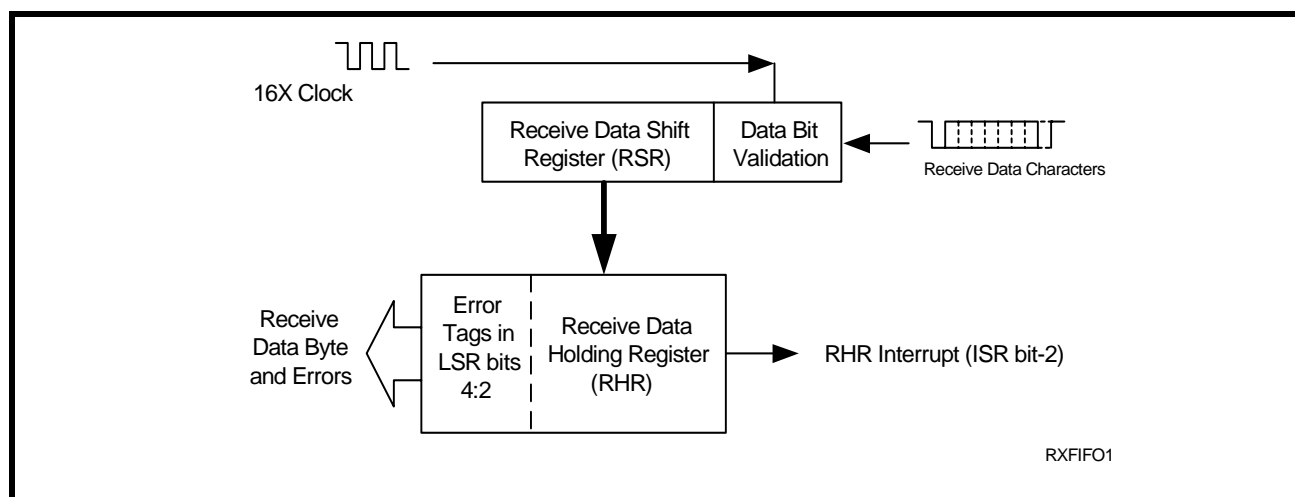 16X Clock
Receive Data Shift
Register (RSR)
Data Bit
Validation
Receive Data Characters
Receive
Data Byte
and Errors
Error
Tags in
LSR bits
4:2
Receive Data
Holding Register
(RHR)
RHR Interrupt (ISR bit-2)
RXFIFO1